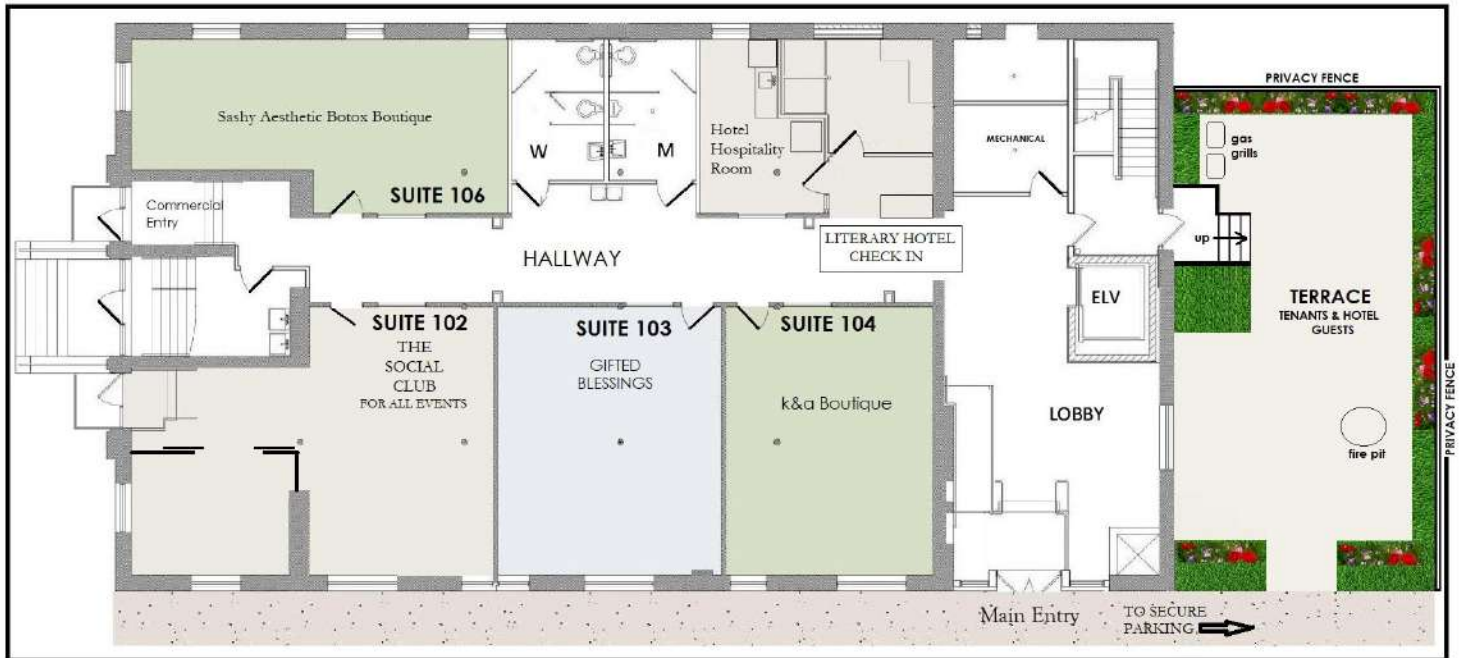 PRIVACY FENCE
Sashy Aesthetic Botox Boutique
SUITE 106
W
M
Hotel
Hospitality
Room
MECHANICAL
gas
grills
Commercial
Entry
HALLWAY
LITERARY HOTEL
CHECK IN
up
ELV
TERRACE
TENANTS & HOTEL
GUESTS
SUITE 102
THE
SOCIAL
CLUB
FOR ALL EVENTS
SUITE 103
GIFTED
BLESSINGS
SUITE 104
k&a Boutique
LOBBY
fire pit
PRIVACY FENCE
Main Entry
TO SECURE
PARKING